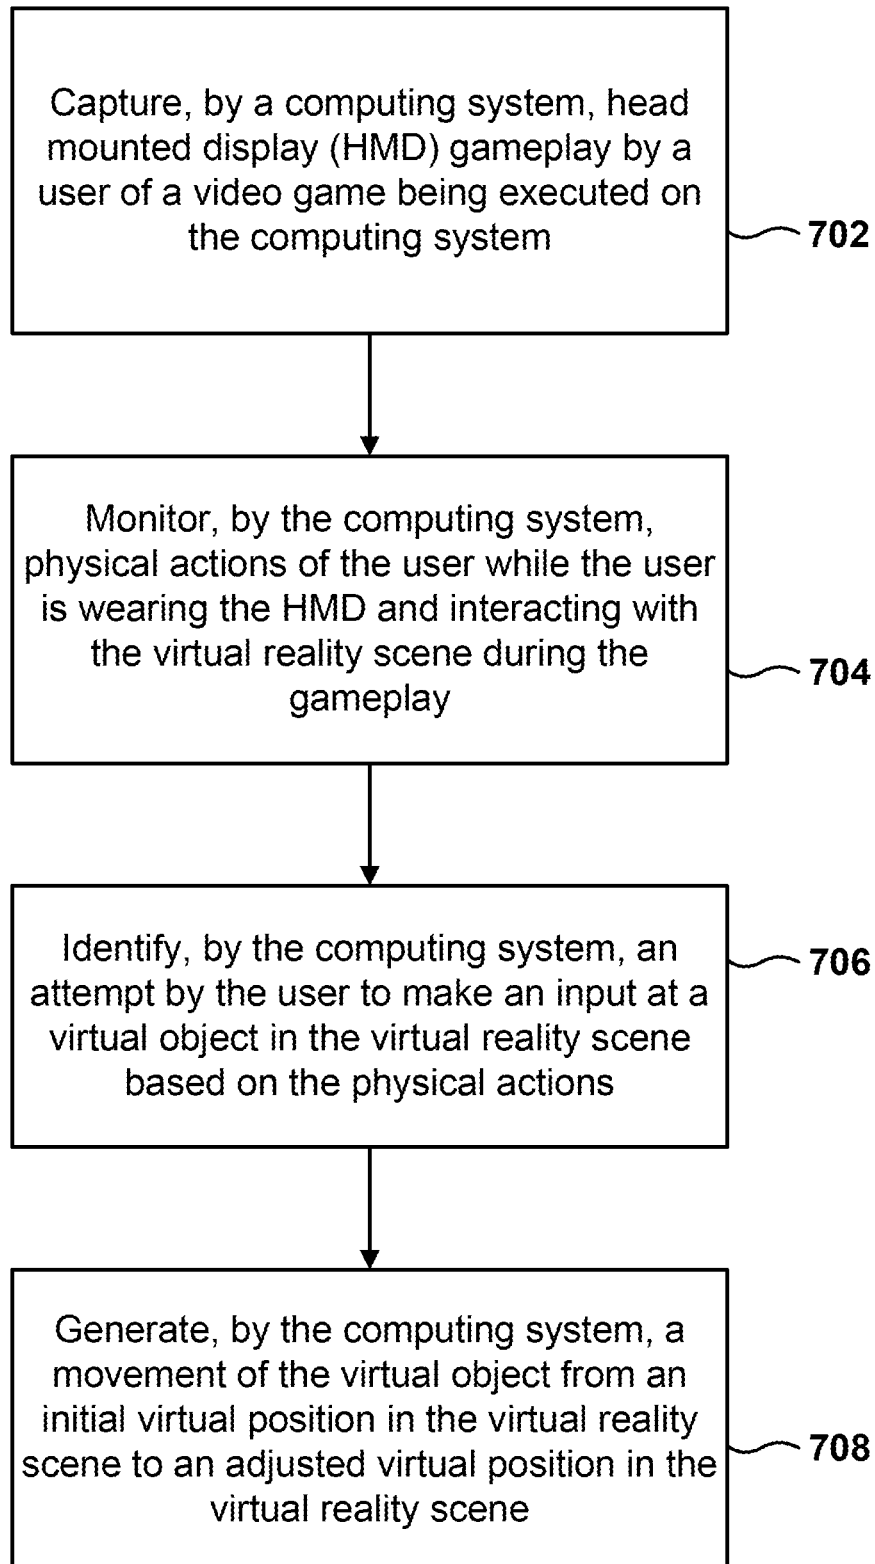 Capture, by a computing system, head
mounted display (HMD) gameplay by a
user of a video game being executed on
the computing system
702
Monitor, by the computing system,
physical actions of the user while the user
is wearing the HMD and interacting with
the virtual reality scene during the
gameplay
704
Identify, by the computing system, an
attempt by the user to make an input at a
virtual object in the virtual reality scene
based on the physical actions
706
Generate, by the computing system, a
movement of the virtual object from an
initial virtual position in the virtual reality
scene to an adjusted virtual position in the
virtual reality scene
708